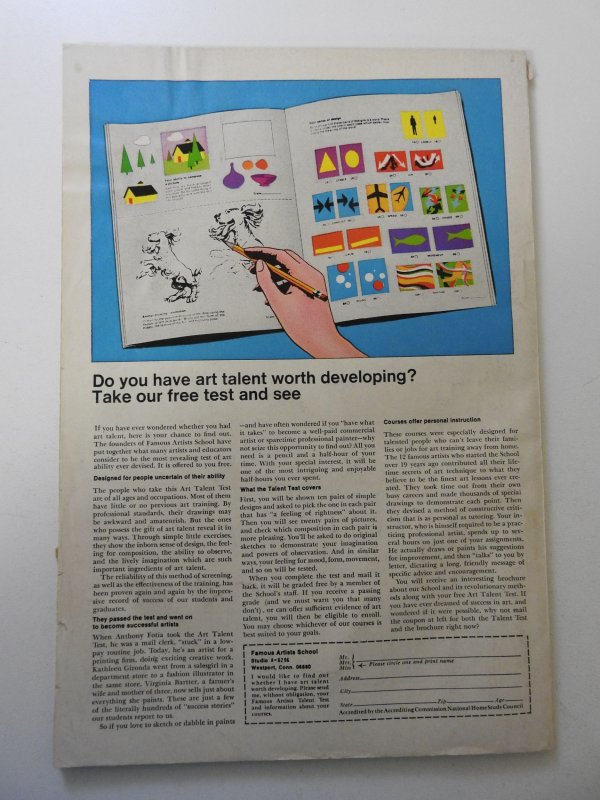 Do you have art talent worth developing?
Take our free test and see
If you have ever wondered whether you had
art talent, here is your chance to find out.
The founders of Famous Artists School have
put together what many artists and educators
consider to be the most revealing test of art
ability ever devised. It is offered to you free.
Designed for people uncertain of their ability
The people who take this Art Talent Test
are of all ages and occupations. Most of them
have little or no previous art training. By
professional standards, their drawings may
be awkward and amateurish. But the ones
who possess the gift of art talent reveal it in
many ways. Through simple little exercises,
they show the inborn sense of design, the feel-
ing for composition, the ability to observe,
and the lively imagination which are such
important ingredients of art talent.
The reliability of this method of screening,
as well as the effectiveness of the training, has
been proven again and again by the impres-
sive record of success of our students and
graduates.
They passed the test and went on
to become successful artists
When Anthony Fotia took the Art Talent
Test, he was a mail clerk, "stuck" in a low-
pay routine job. Today, he's an artist for a
printing firm, doing exciting creative work.
Kathleen Gironda went from a salesgirl in a
department store to a fashion illustrator in
the same store. Virginia Bartter, a farmer's
wife and mother of three, now sells just about
everything she paints. These are just a few
of the literally hundreds of "success stories"
our students report to us.
So if you love to sketch or dabble in paints
—and have often wondered if you "have what
it takes" to become a well-paid commercial
artist or sparetime professional painter—why
not seize this opportunity to find out? All you
need is a pencil and a half-hour of your
time. With your special interest, it will be
one of the most intriguing and enjoyable
half-hours you ever spent.
What the Talent Test covers
First, you will be shown ten pairs of simple
designs and asked to pick the one in each pair
that has "a feeling of rightness" about it.
Then you will see twenty pairs of pictures,
and check which composition in each pair is
more pleasing. You'll be asked to do original
sketches to demonstrate your imagination
and powers of observation. And in similar
ways, your feeling for mood, form, movement,
and so on will be tested.
When you complete the test and mail it
back, it will be graded free by a member of
the School's staff. If you receive a passing
grade (and we must warn you that many
don't), or can offer sufficient evidence of art
talent, you will then be eligible to enroll.
You may choose whichever of our courses is
best suited to your goals.
Courses offer personal instruction
These courses were especially designed for
talented people who can't leave their fami-
lies or jobs for art training away from home.
The 12 famous artists who started the School
over 19 years ago contributed all their life-
time secrets of art technique to what they
believe to be the finest art lessons ever cre-
ated. They took time out from their own
busy careers and made thousands of special
drawings to demonstrate each point. Then
they devised a method of constructive criti-
cism that is as personal as tutoring. Your in-
structor, who is himself required to be a prac-
ticing professional artist, spends up to sev-
eral hours on just one of your assignments.
He actually draws or paints his suggestions
for improvement, and then "talks" to you by
letter, dictating a long, friendly message of
specific advice and encouragement.
You will receive an interesting brochure
about our School and its revolutionary meth-
ods along with your free Art Talent Test. If
you have ever dreamed of success in art, and
wondered if it were possible, why not mail
the coupon at left for both the Talent Test
and the brochure right now?
Famous Artists School
Westport, Conn. 06880
I would like to find out
whether I have art talent
worth developing. Please send
me, without obligation, your
Famous Artists Talent Test
and information about your
courses.
Mr.
Mrs.
Miss
Please circle one and print name
Address
City
State Zip Age
Accredited by the Accrediting Commission National Home Study Council